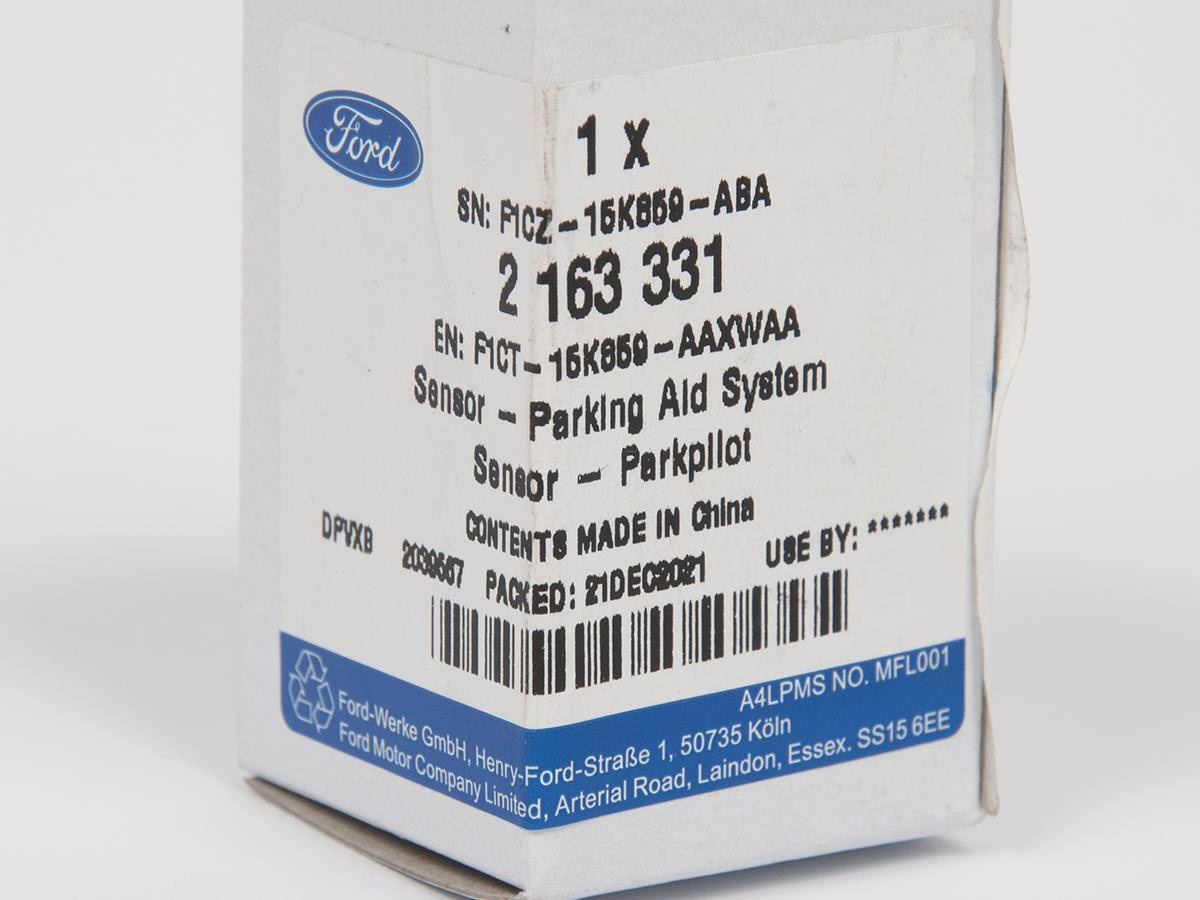 Ford
1 x
SN: F1CZ-15K859-ABA
2 163 331
EN: F1CT-15K859-AAXWAA
Sensor - Parking Aid System
Sensor - Parkpilot
CONTENTS MADE IN China
DPVXB 2039557 PACKED: 21DEC2021 USE BY: *******
A4LPMS NO. MFL001
Ford-Werke GmbH, Henry-Ford-Straße 1, 50735 Köln
Ford Motor Company Limited, Arterial Road, Laindon, Essex. SS15 6EE